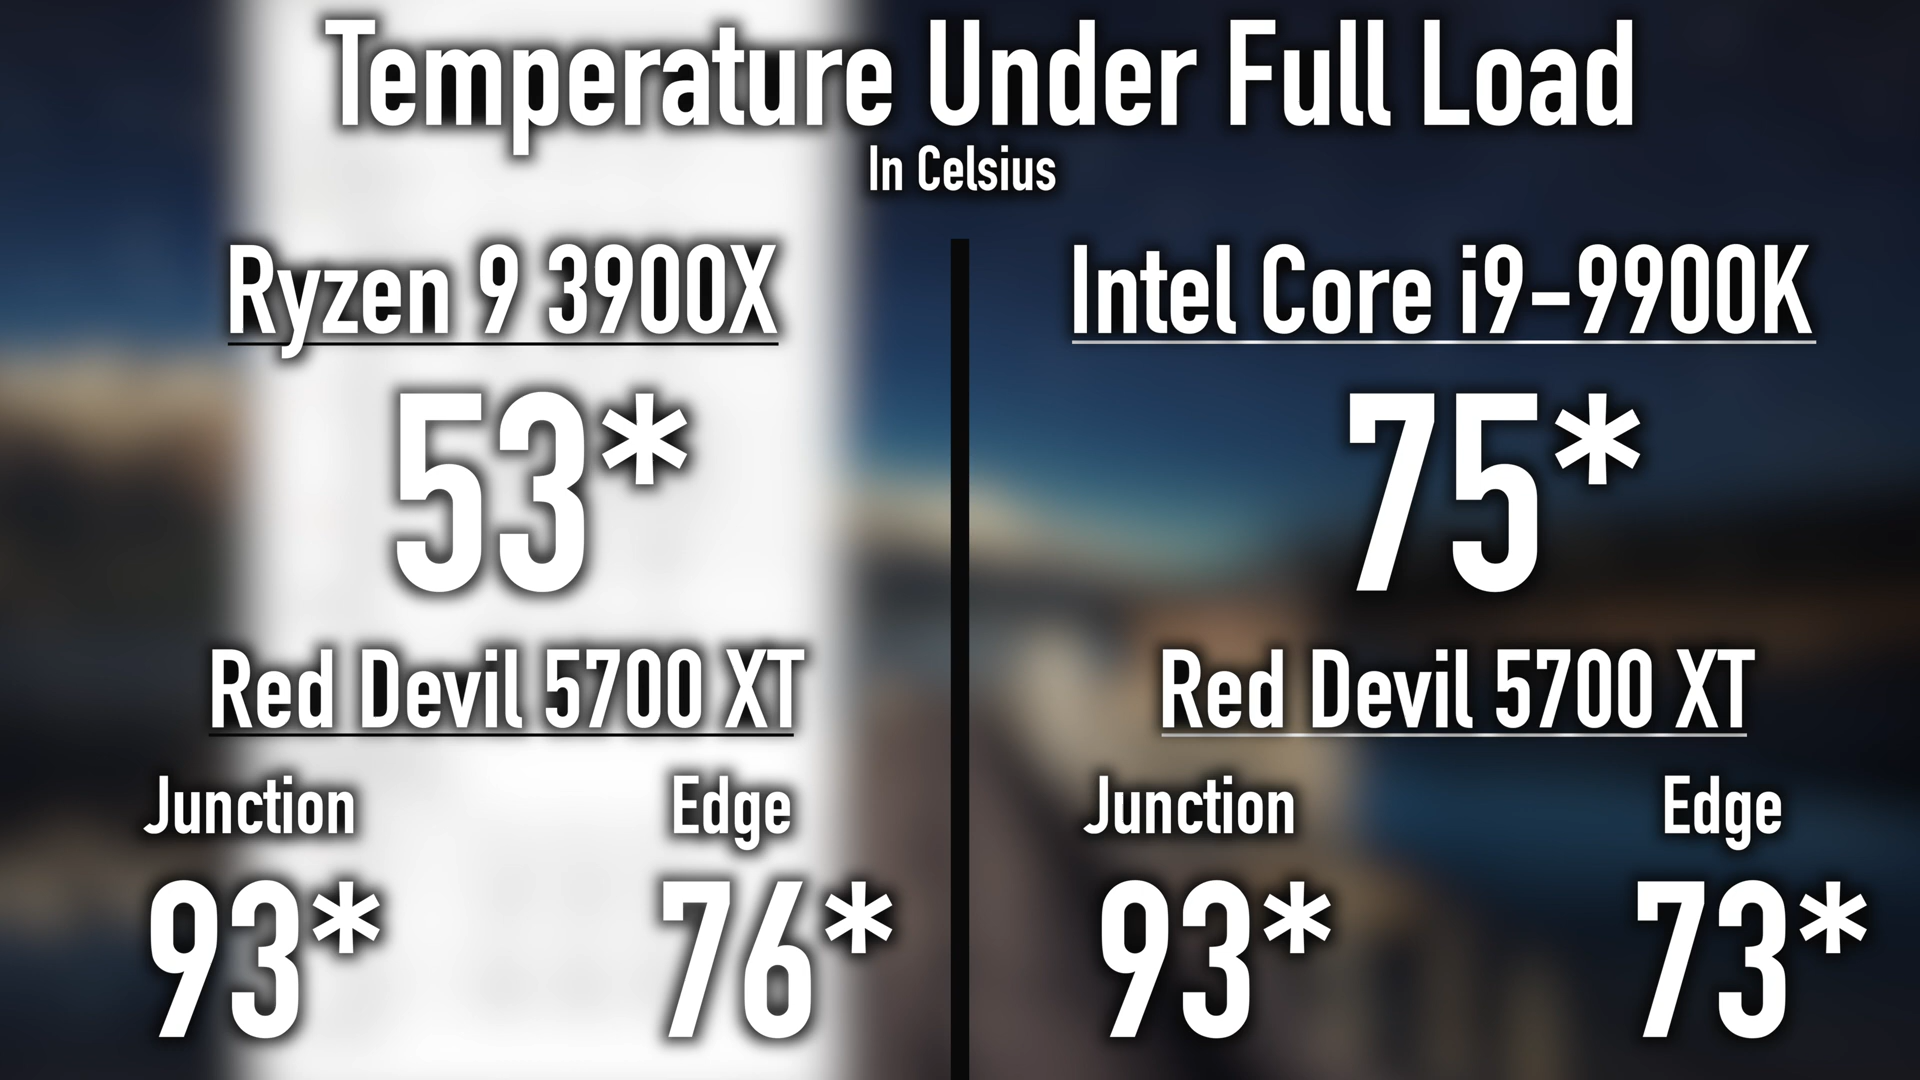 Temperature Under Full Load
In Celsius
Ryzen 9 3900X
53*
Red Devil 5700 XT
Junction Edge
93* 76*
Intel Core i9-9900K
75*
Red Devil 5700 XT
Junction Edge
93* 73*